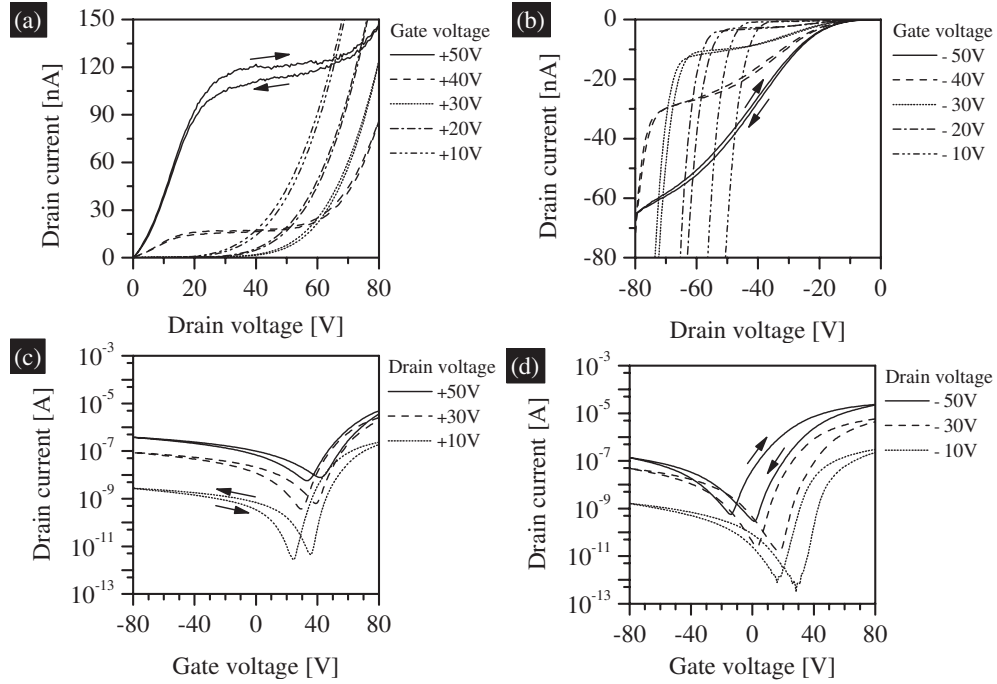 (a)
150
120
90
60
30
0
Drain current [nA]
0 20 40 60 80
Drain voltage [V]
Gate voltage
+50V
+40V
+30V
+20V
+10V
(b)
0
-20
-40
-60
-80
Drain current [nA]
-80 -60 -40 -20 0
Drain voltage [V]
Gate voltage
- 50V
- 40V
- 30V
- 20V
- 10V
(c)
10-3
10-5
10-7
10-9
10-11
10-13
Drain current [A]
-80 -40 0 40 80
Gate voltage [V]
Drain voltage
+50V
+30V
+10V
(d)
10-3
10-5
10-7
10-9
10-11
10-13
Drain current [A]
-80 -40 0 40 80
Gate voltage [V]
Drain voltage
- 50V
- 30V
- 10V